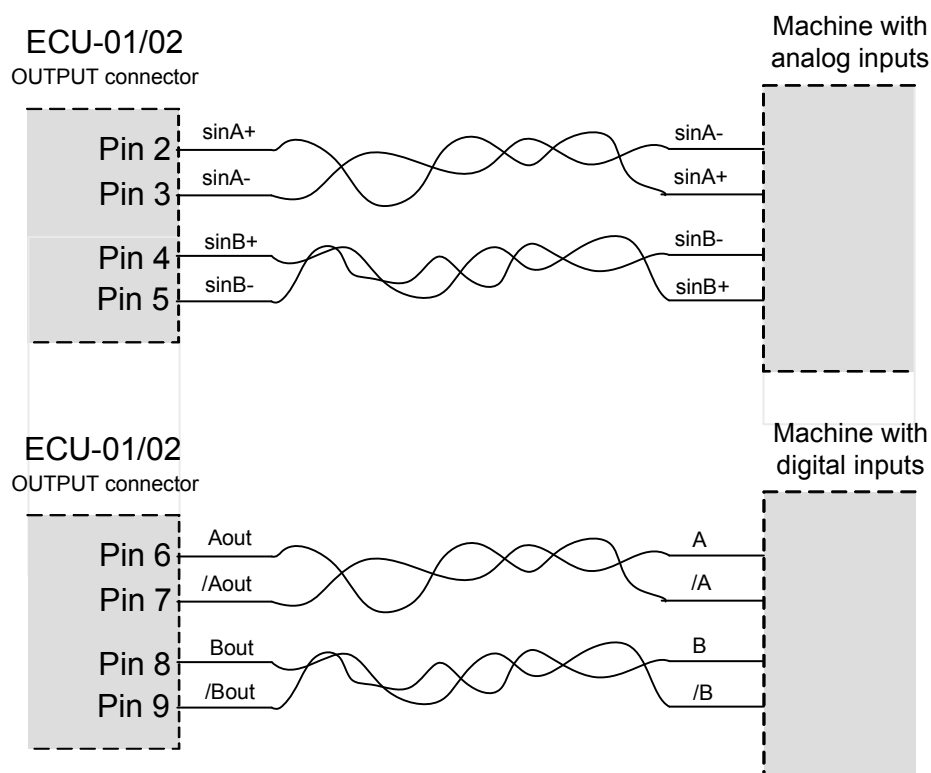 ECU-01/02
OUTPUT connector
Machine with
analog inputs
Pin 2
sinA+
sinA-
Pin 3
sinA-
sinA+
Pin 4
sinB+
sinB-
Pin 5
sinB-
sinB+
ECU-01/02
OUTPUT connector
Machine with
digital inputs
Pin 6
Aout
A
Pin 7
/Aout
/A
Pin 8
Bout
B
Pin 9
/Bout
/B